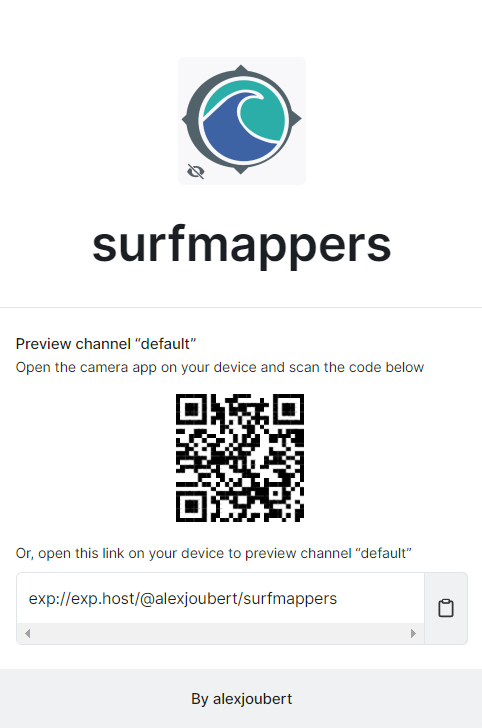 surfmappers
Preview channel “default”
Open the camera app on your device and scan the code below
Or, open this link on your device to preview channel “default”
exp://exp.host/@alexjoubert/surfmappers
By alexjoubert